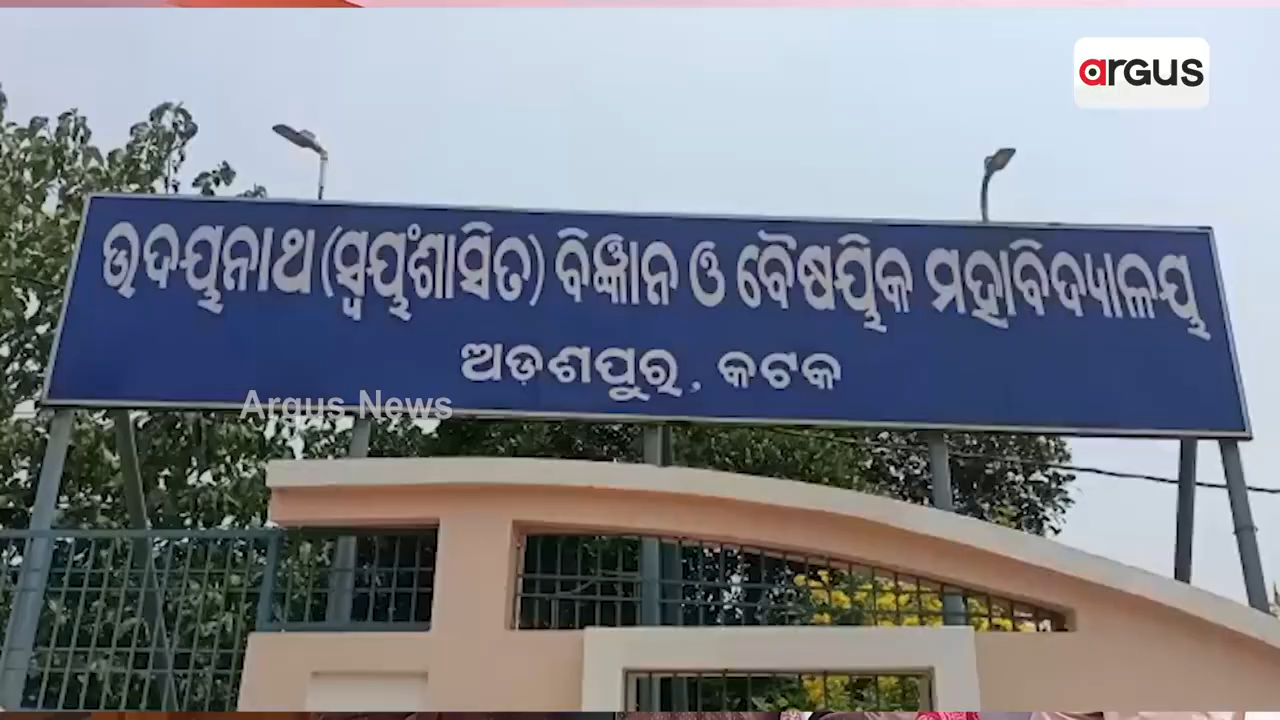 argus
ଉଦୟନାଥ (ସ୍ୱୟଂଶାସିତ) ବିଜ୍ଞାନ ଓ ବୈଷୟିକ ମହାବିଦ୍ୟାଳୟ
ଅଡ଼ଶପୁର, କଟକ
Argus News